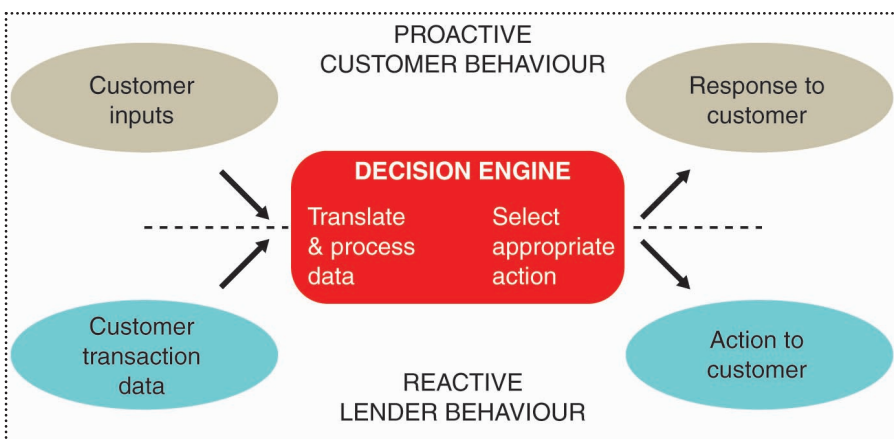 PROACTIVE
CUSTOMER BEHAVIOUR
Customer
inputs
Response to
customer
DECISION ENGINE
Translate
& process
data
Select
appropriate
action
Customer
transaction
data
Action to
customer
REACTIVE
LENDER BEHAVIOUR